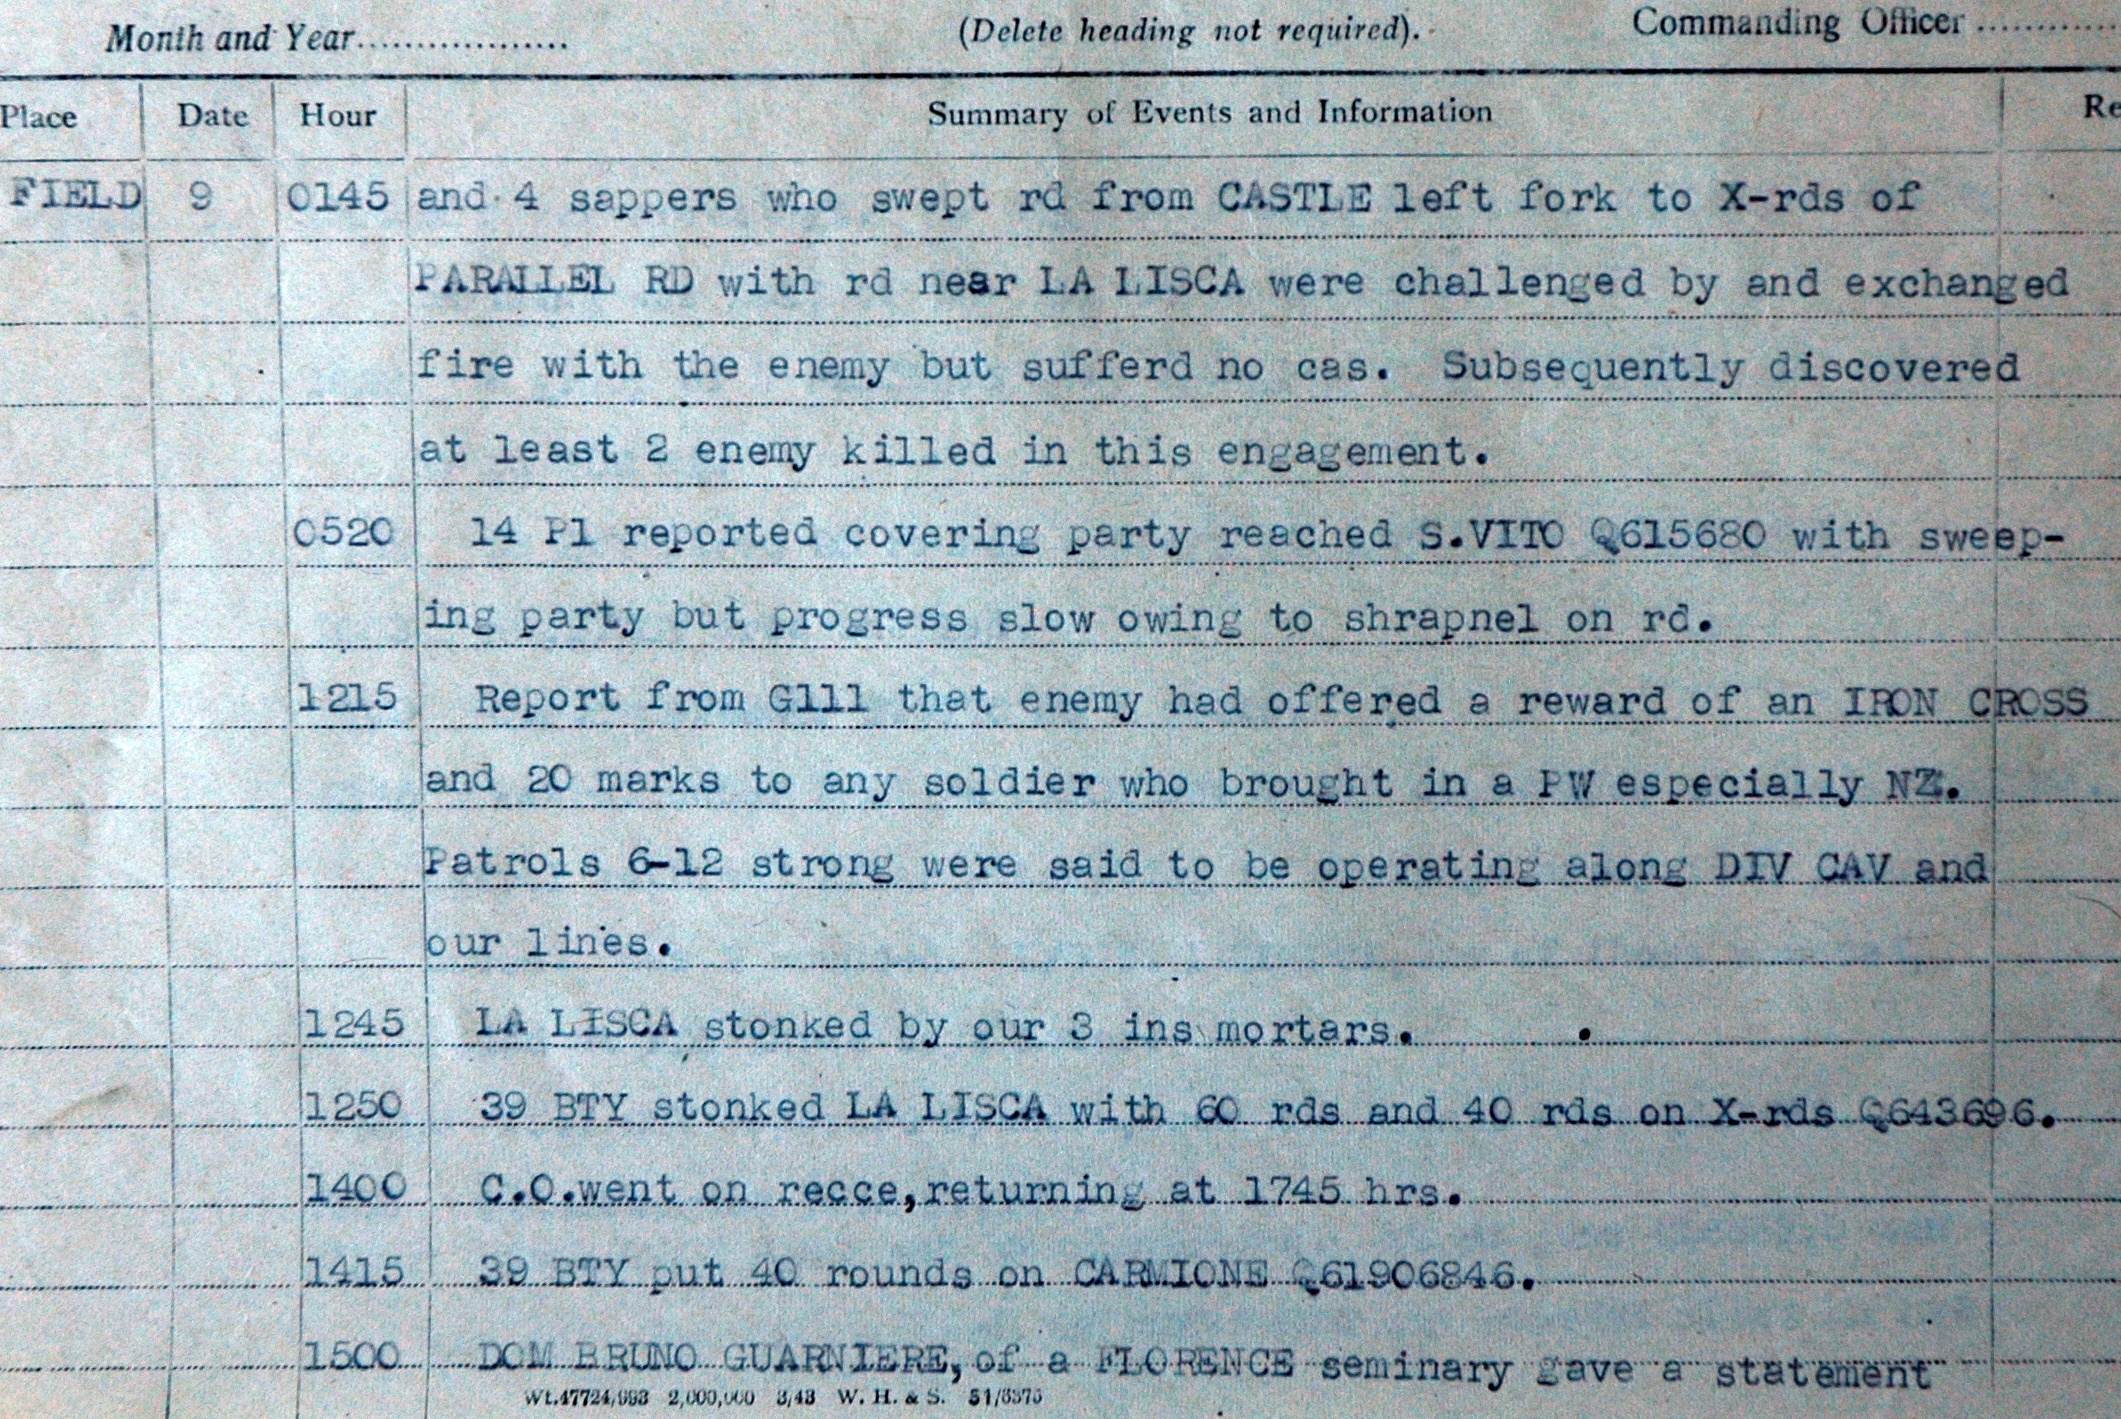 Month and Year.................. (Delete heading not required). Commanding Officer ............
Place Date Hour Summary of Events and Information Re
FIELD 9 0145 and 4 sappers who swept rd from CASTLE left fork to X-rds of
PARALLEL RD with rd near LA LISCA were challenged by and exchanged
fire with the enemy but sufferd no cas. Subsequently discovered
at least 2 enemy killed in this engagement.
0520 14 Pl reported covering party reached S.VITO Q615680 with sweep-
ing party but progress slow owing to shrapnel on rd.
1215 Report from G111 that enemy had offered a reward of an IRON CROSS
and 20 marks to any soldier who brought in a PW especially NZ.
Patrols 6-12 strong were said to be operating along DIV CAV and
our lines.
1245 LA LISCA stonked by our 3 ins mortars.
1250 39 BTY stonked LA LISCA with 60 rds and 40 rds on X-rds Q643696.
1400 C.O.went on recce,returning at 1745 hrs.
1415 39 BTY put 40 rounds on CARMIONE Q61906846.
1500 DOM BRUNO GUARNIERE,of a FLORENCE seminary gave a statement
2,000,000 3/43 W. H. & S.